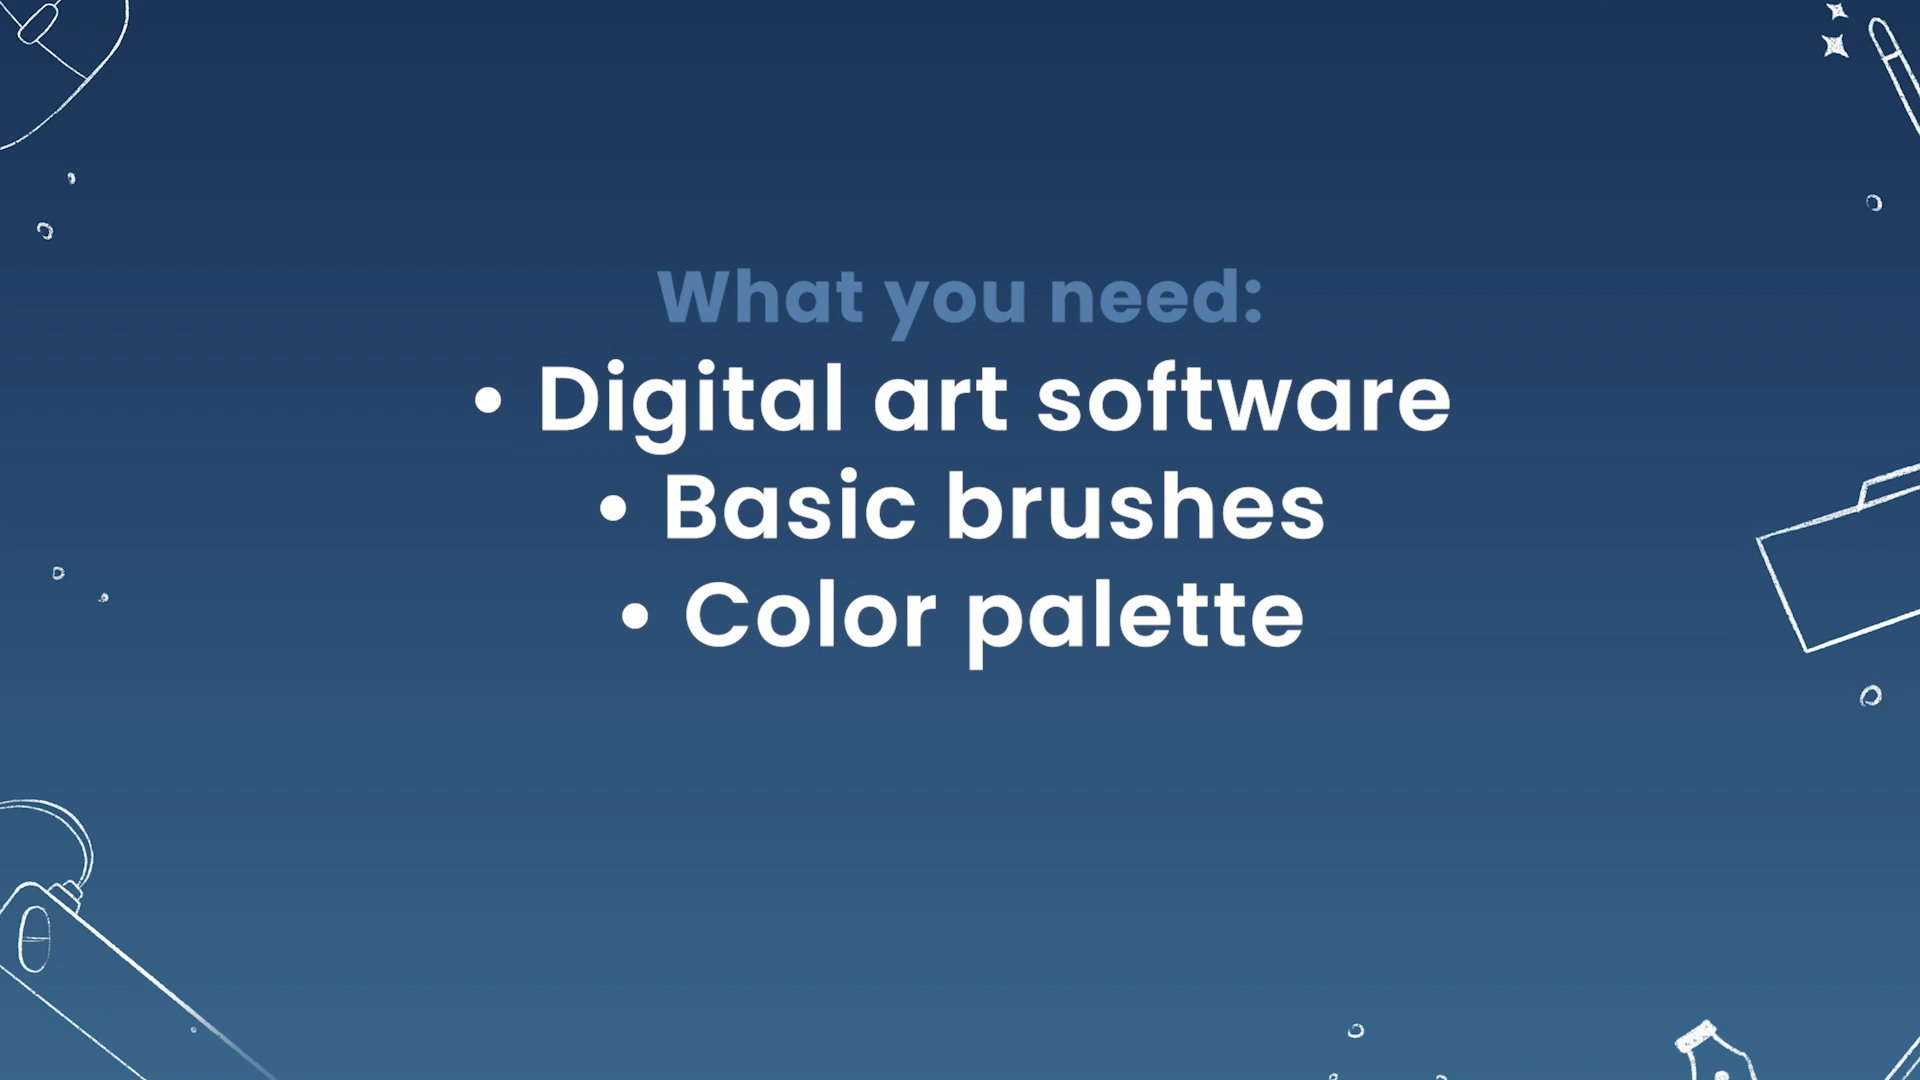 What you need:
• Digital art software
• Basic brushes
• Color palette